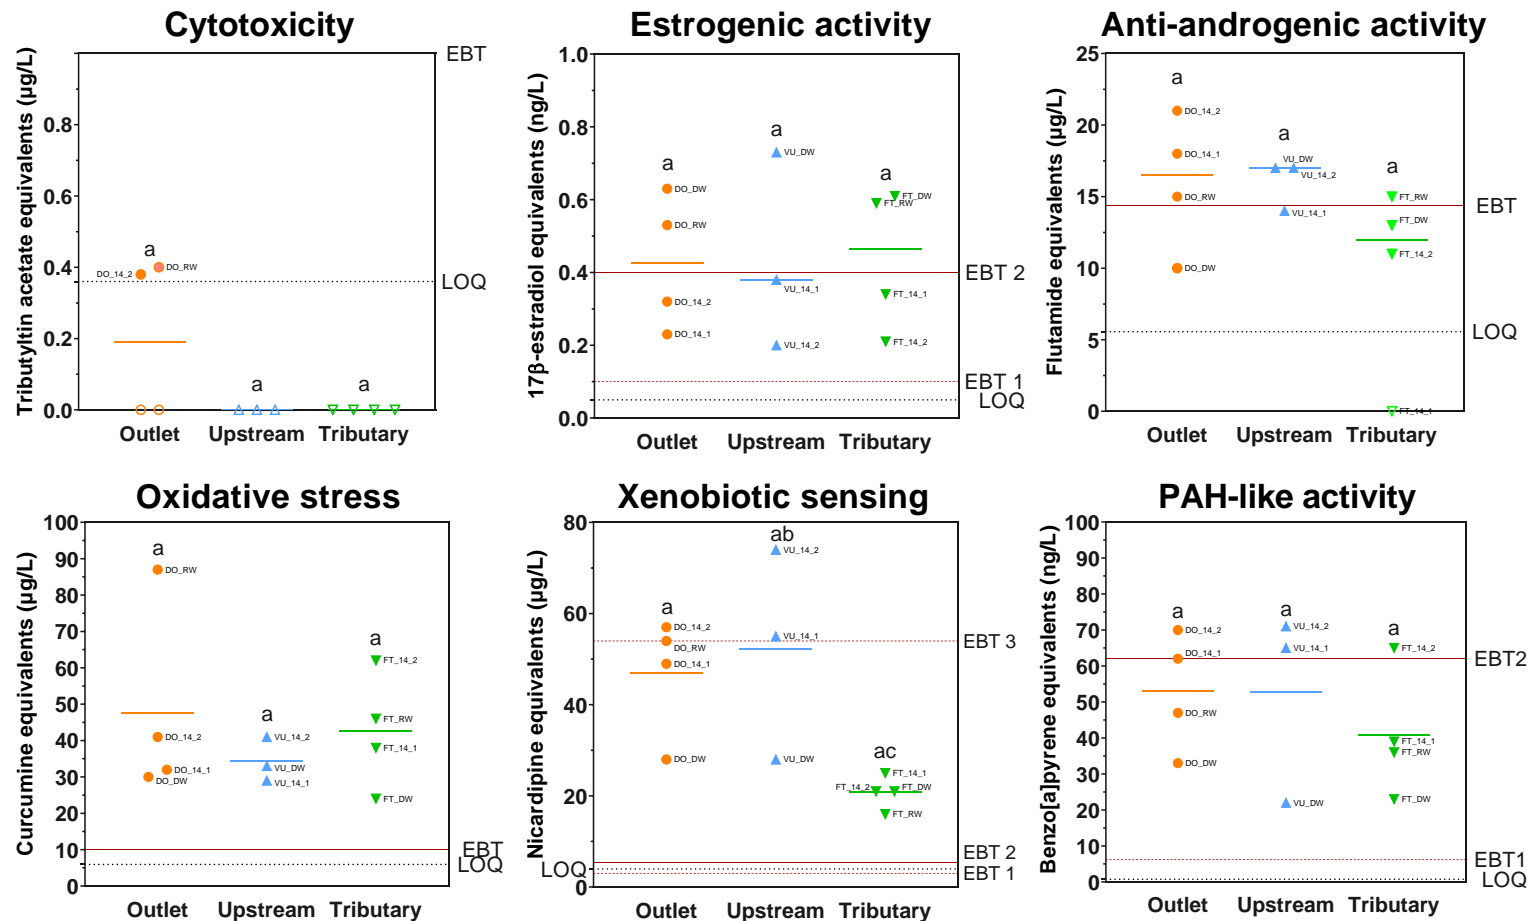 Cytotoxicity
Tributyltin acetate equivalents (µg/L)
0.8
0.6
0.4
0.2
0.0
EBT
LOQ
a
DO_14_2
DO_RW
a
a
Outlet
Upstream
Tributary
Estrogenic activity
17β-estradiol equivalents (ng/L)
1.0
0.8
0.6
0.4
0.2
0.0
a
DO_DW
DO_RW
DO_14_2
DO_14_1
a
VU_DW
VU_14_1
VU_14_2
a
FT_DW
FT_RW
FT_14_1
FT_14_2
EBT 2
EBT 1
LOQ
Outlet
Upstream
Tributary
Anti-androgenic activity
Flutamide equivalents (µg/L)
25
20
15
10
5
0
a
DO_14_2
DO_14_1
DO_RW
DO_DW
a
VU_DW
VU_14_2
VU_14_1
a
FT_RW
FT_DW
FT_14_2
FT_14_1
EBT
LOQ
Outlet
Upstream
Tributary
Oxidative stress
Curcumine equivalents (µg/L)
100
90
80
70
60
50
40
30
20
10
0
a
DO_RW
DO_14_2
DO_14_1
DO_DW
a
VU_14_2
VU_DW
VU_14_1
a
FT_14_2
FT_RW
FT_14_1
FT_DW
EBT
LOQ
Outlet
Upstream
Tributary
Xenobiotic sensing
Nicardipine equivalents (µg/L)
80
60
40
20
0
a
DO_14_2
DO_RW
DO_14_1
DO_DW
ab
VU_14_2
VU_14_1
VU_DW
ac
FT_14_1
FT_14_2
FT_DW
FT_RW
EBT 3
EBT 2
LOQ
EBT 1
Outlet
Upstream
Tributary
PAH-like activity
Benzo[a]pyrene equivalents (ng/L)
100
90
80
70
60
50
40
30
20
10
0
a
DO_14_2
DO_14_1
DO_RW
DO_DW
a
VU_14_2
VU_14_1
VU_DW
a
FT_14_2
FT_14_1
FT_RW
FT_DW
EBT2
EBT1
LOQ
Outlet
Upstream
Tributary